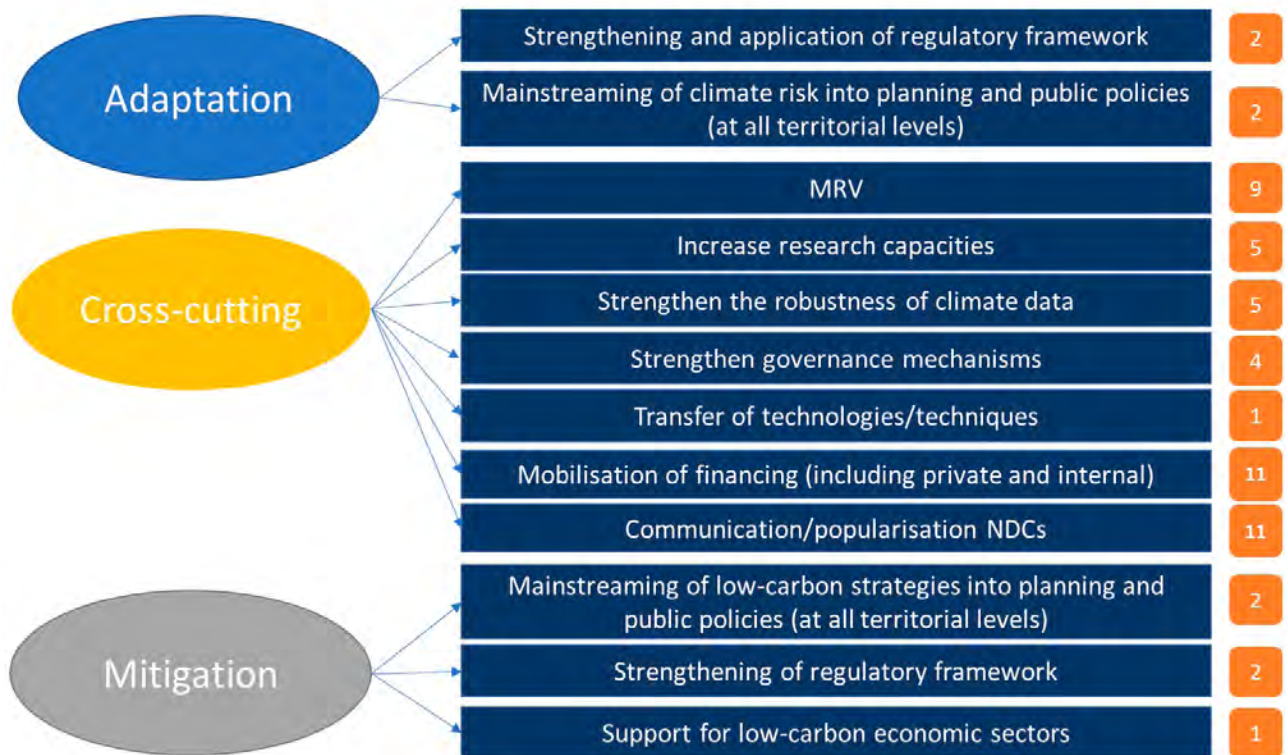 Adaptation
Strengthening and application of regulatory framework
2
Mainstreaming of climate risk into planning and public policies
(at all territorial levels)
2
Cross-cutting
MRV
9
Increase research capacities
5
Strengthen the robustness of climate data
5
Strengthen governance mechanisms
4
Transfer of technologies/techniques
1
Mobilisation of financing (including private and internal)
11
Communication/popularisation NDCs
11
Mitigation
Mainstreaming of low-carbon strategies into planning and
public policies (at all territorial levels)
2
Strengthening of regulatory framework
2
Support for low-carbon economic sectors
1